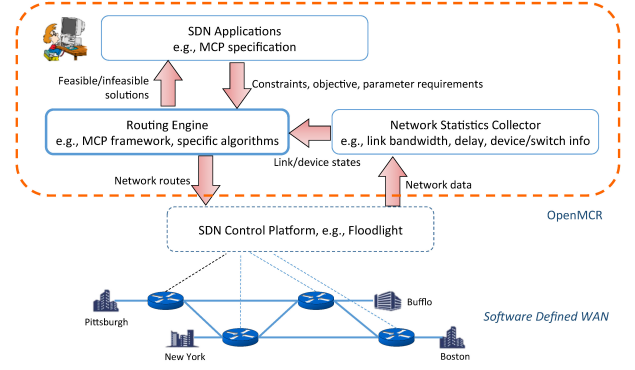 SDN Applications
e.g., MCP specification
Feasible/infeasible
solutions
Constraints, objective, parameter requirements
Routing Engine
e.g., MCP framework, specific algorithms
Network Statistics Collector
e.g., link bandwidth, delay, device/switch info
Link/device states
Network routes
Network data
OpenMCR
SDN Control Platform, e.g., Floodlight
Pittsburgh
Bufflo
Software Defined WAN
New York
Boston